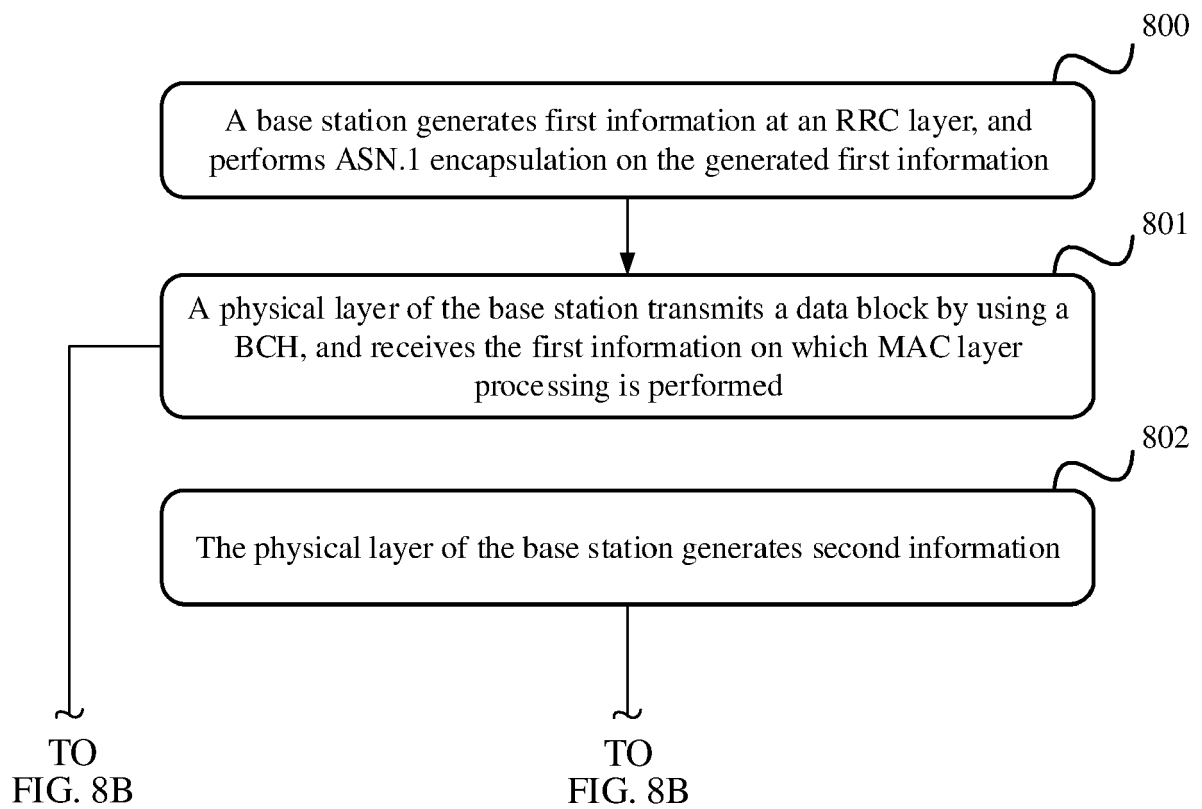 800
A base station generates first information at an RRC layer, and
performs ASN.1 encapsulation on the generated first information
801
A physical layer of the base station transmits a data block by using a
BCH, and receives the first information on which MAC layer
processing is performed
802
The physical layer of the base station generates second information
TO
FIG. 8B
TO
FIG. 8B